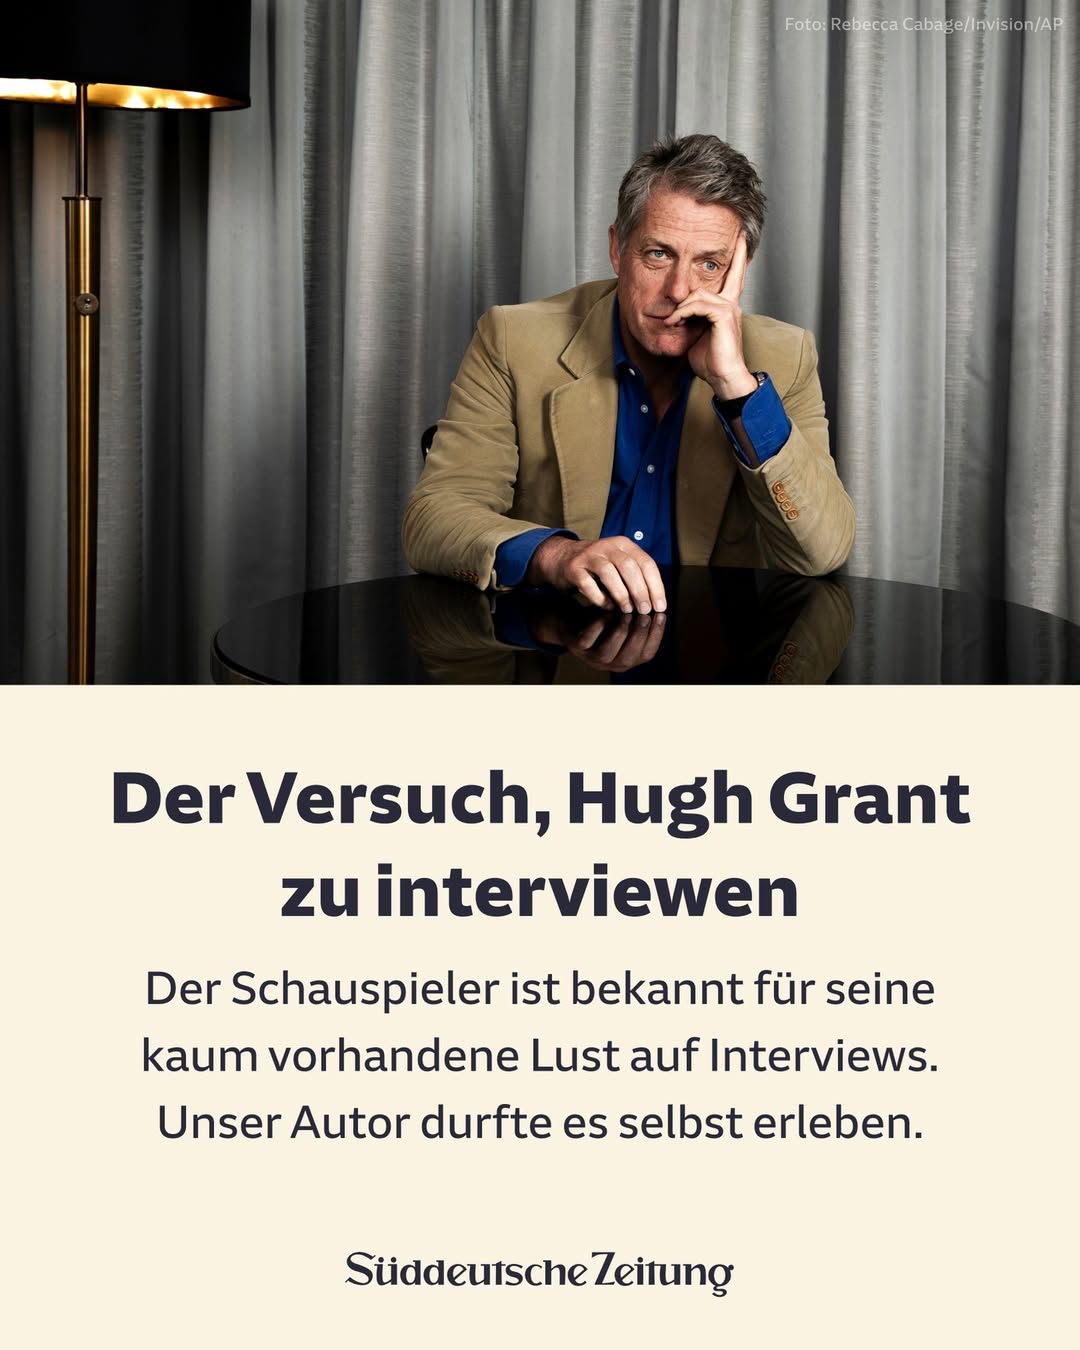 Foto: Rebecca Cabage/Invision/AP
Der Versuch, Hugh Grant
zu interviewen
Der Schauspieler ist bekannt für seine
kaum vorhandene Lust auf Interviews.
Unser Autor durfte es selbst erleben.
Süddeutsche Zeitung